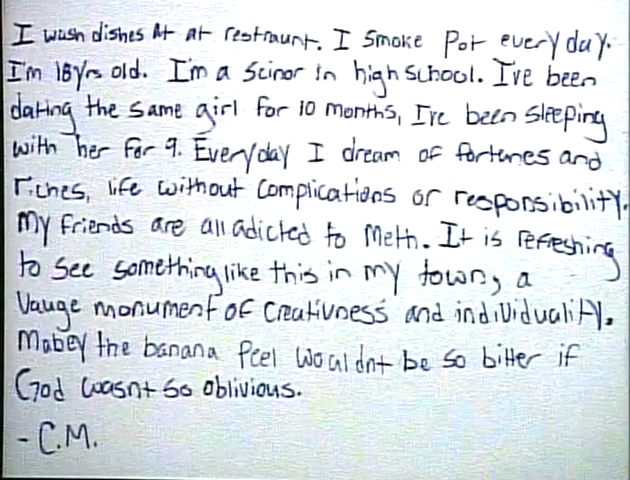 I wash dishes At at restraunt. I smoke pot everyday.
I'm 18yrs old. I'm a scinor in high school. I've been
dating the same girl for 10 months, I've been sleeping
with her for 9. Everyday I dream of fortunes and
riches, life without complications or responsibility.
My friends are all adicted to Meth. It is refreshing
to see something like this in my town, a
Vauge monument of creativness and individuality.
Mabey the banana peel wouldnt be so bitter if
God wasnt so oblivious.
- C.M.